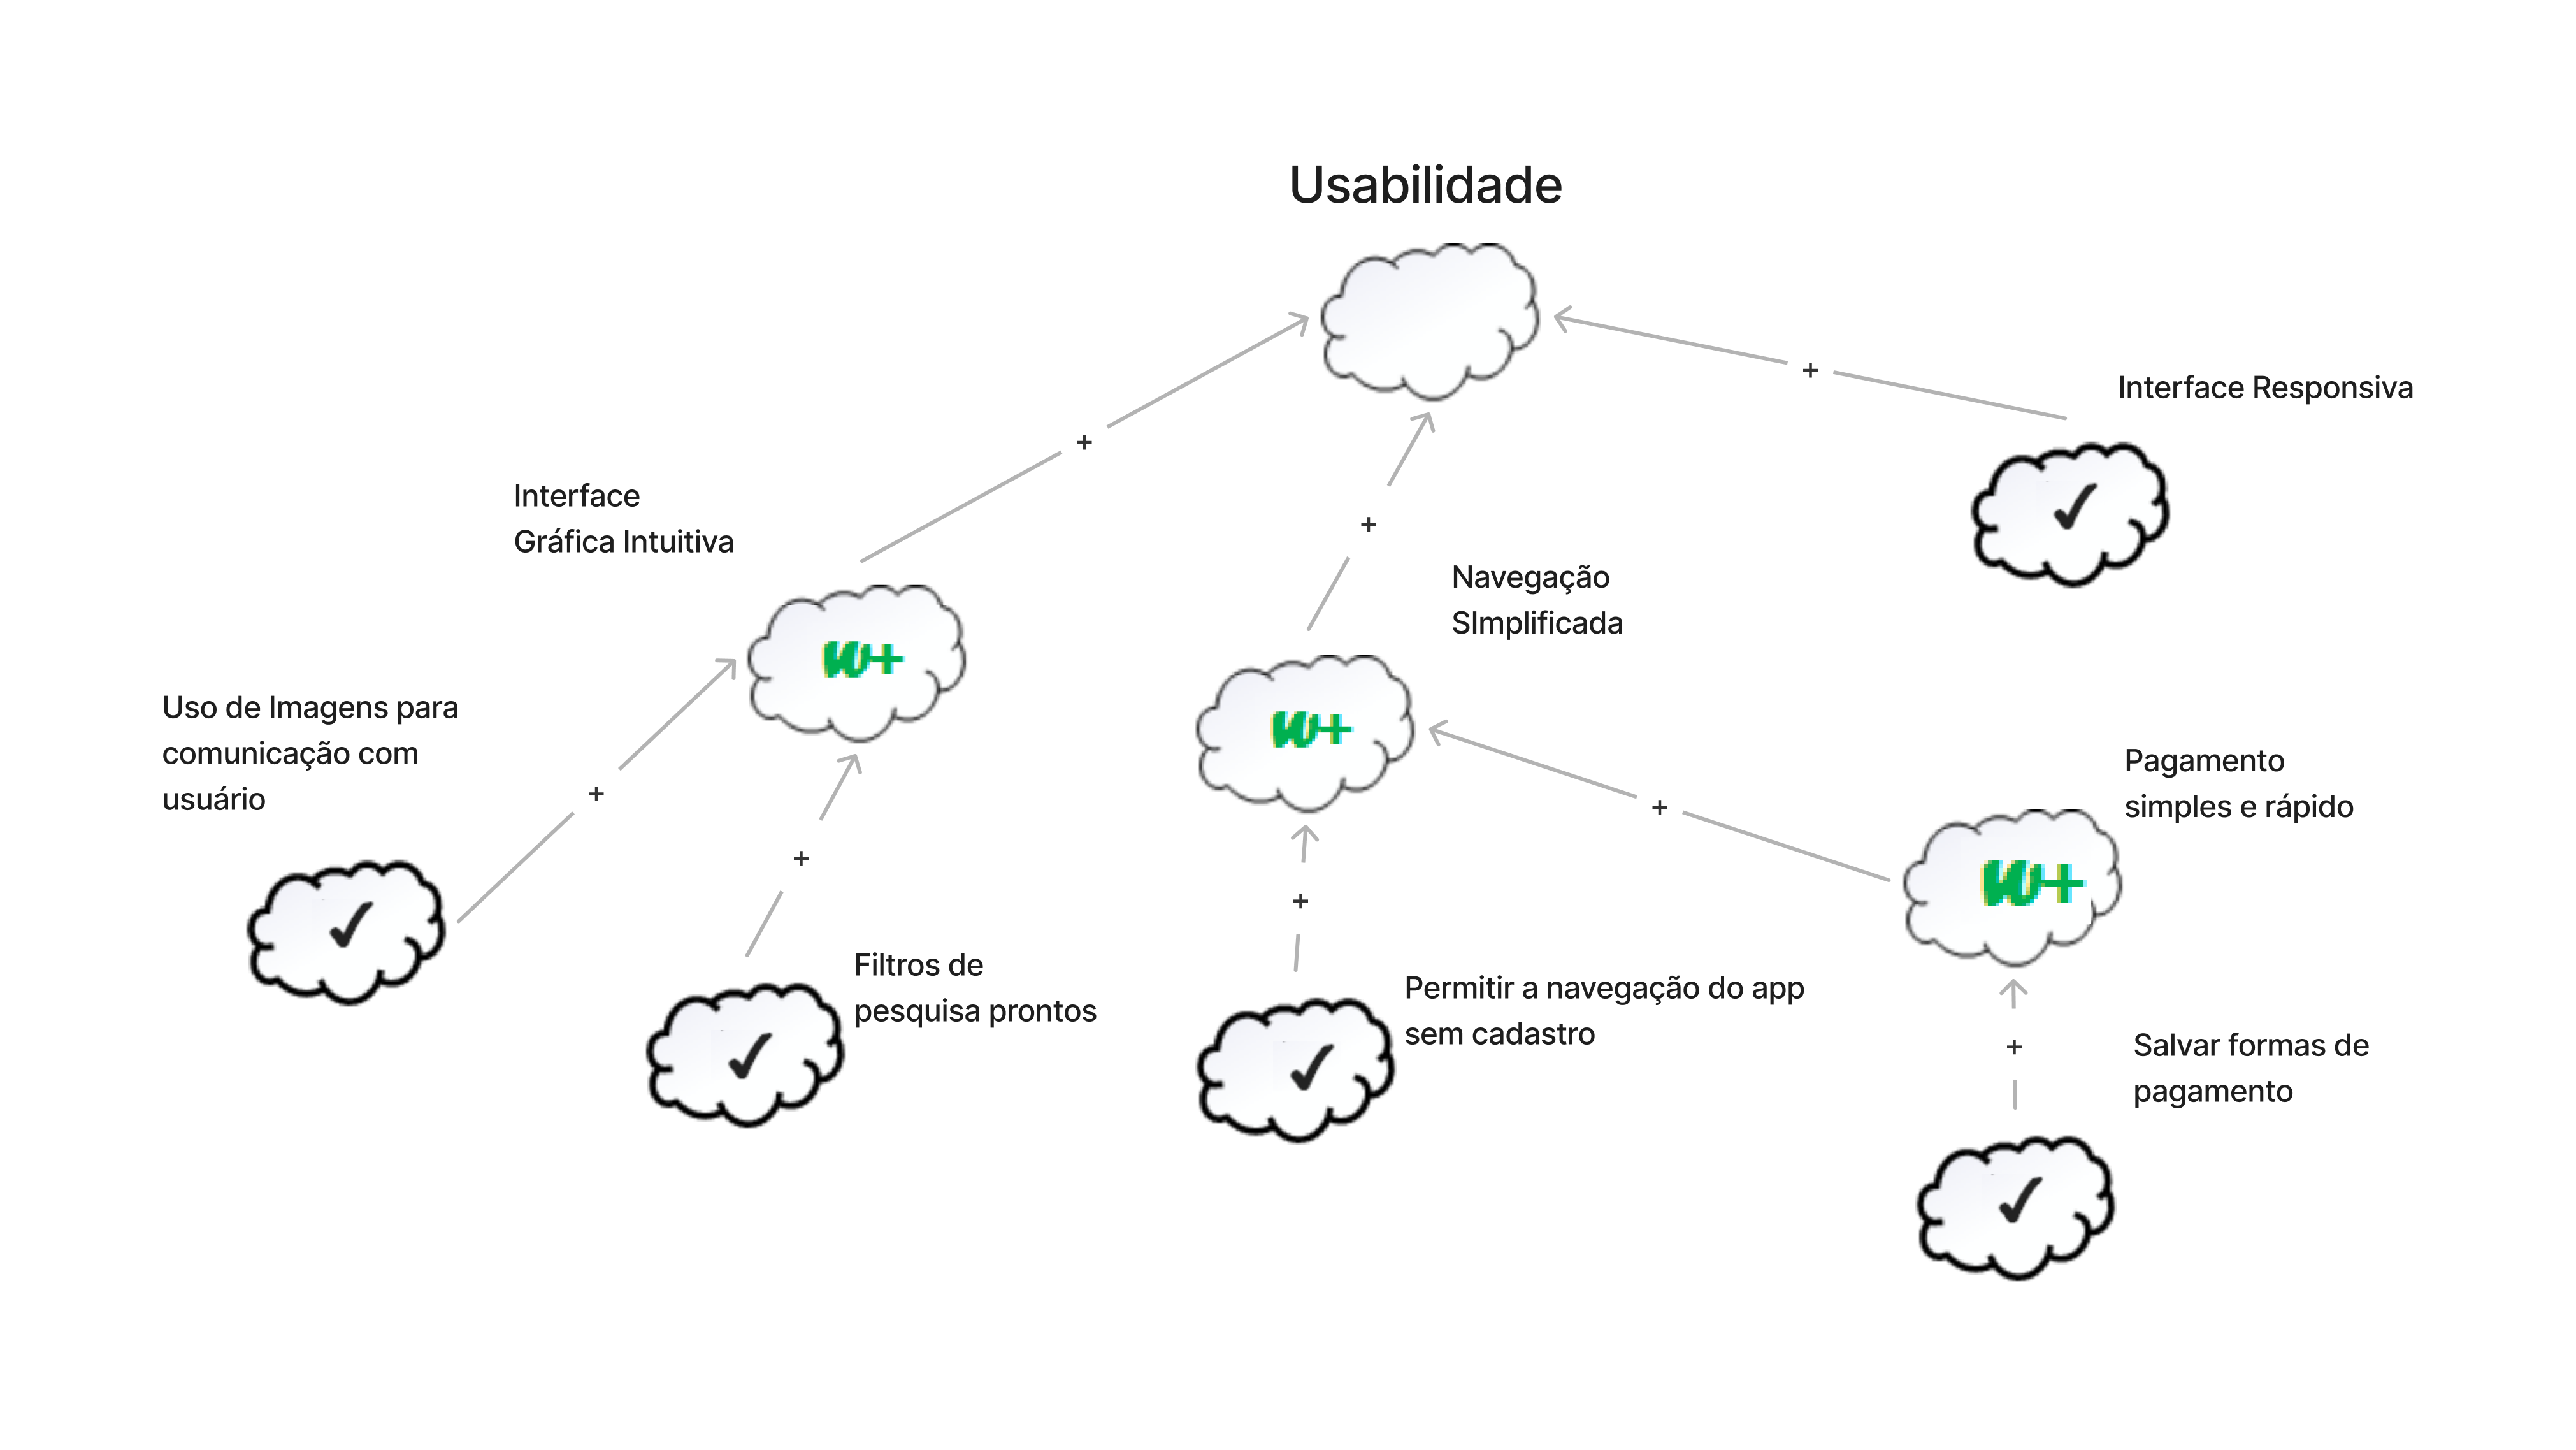 Usabilidade
+
Interface Responsiva
+
Interface
Gráfica Intuitiva
+
Navegação
SImplificada
w+
w+
Uso de Imagens para
comunicação com
usuário
+
+
Pagamento
simples e rápido
w+
+
✓
✓
+
Filtros de
pesquisa prontos
✓
Permitir a navegação do app
sem cadastro
✓
+
Salvar formas de
pagamento
✓